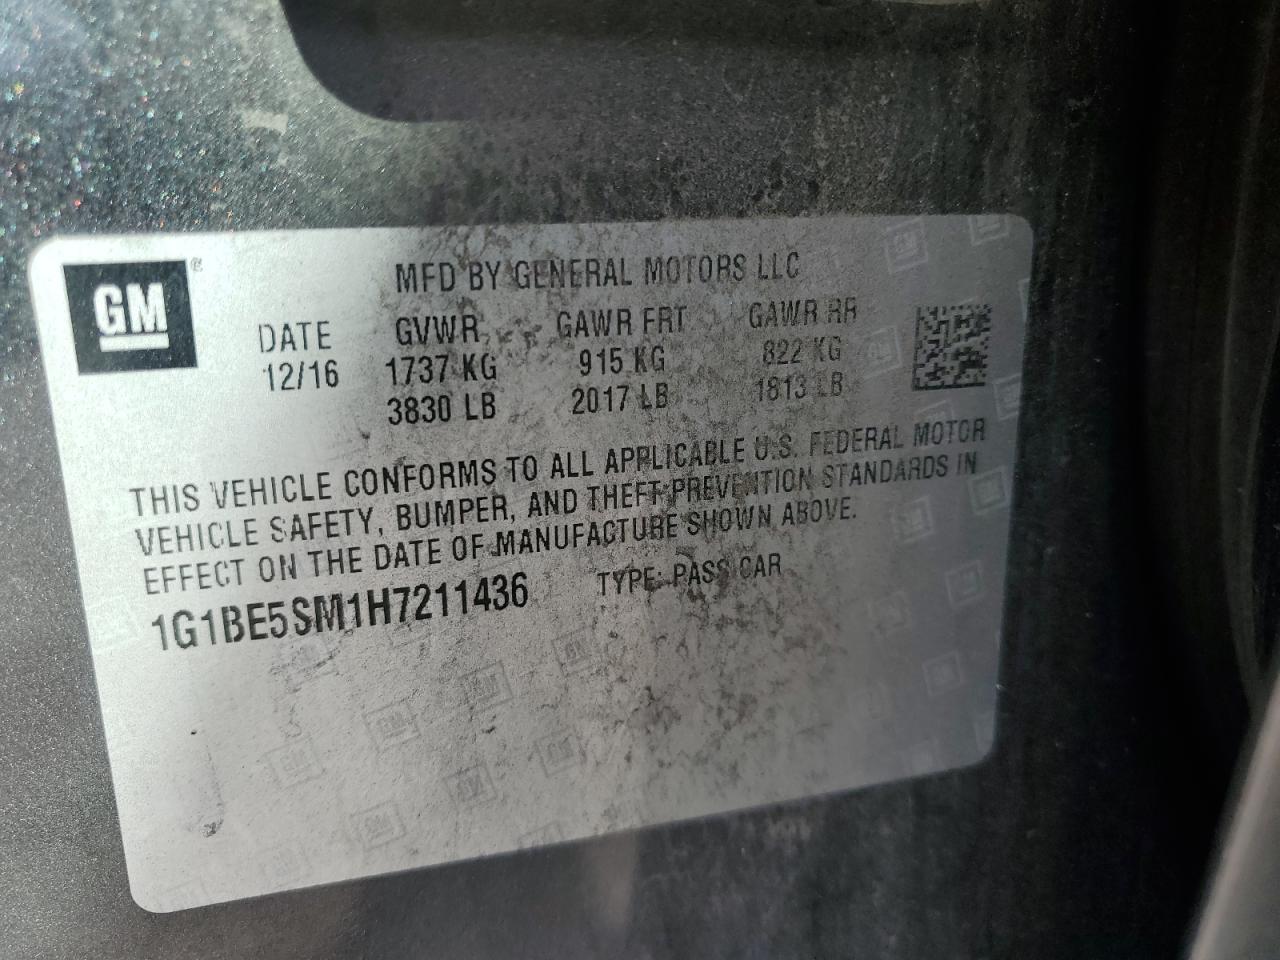 GM®
MFD BY GENERAL MOTORS LLC
DATE GVWR GAWR FRT GAWR RR
12/16 1737 KG 915 KG 822 KG
3830 LB 2017 LB 1813 LB
THIS VEHICLE CONFORMS TO ALL APPLICABLE U.S. FEDERAL MOTOR
VEHICLE SAFETY, BUMPER, AND THEFT PREVENTION STANDARDS IN
EFFECT ON THE DATE OF MANUFACTURE SHOWN ABOVE.
1G1BE5SM1H7211436 TYPE: PASS CAR